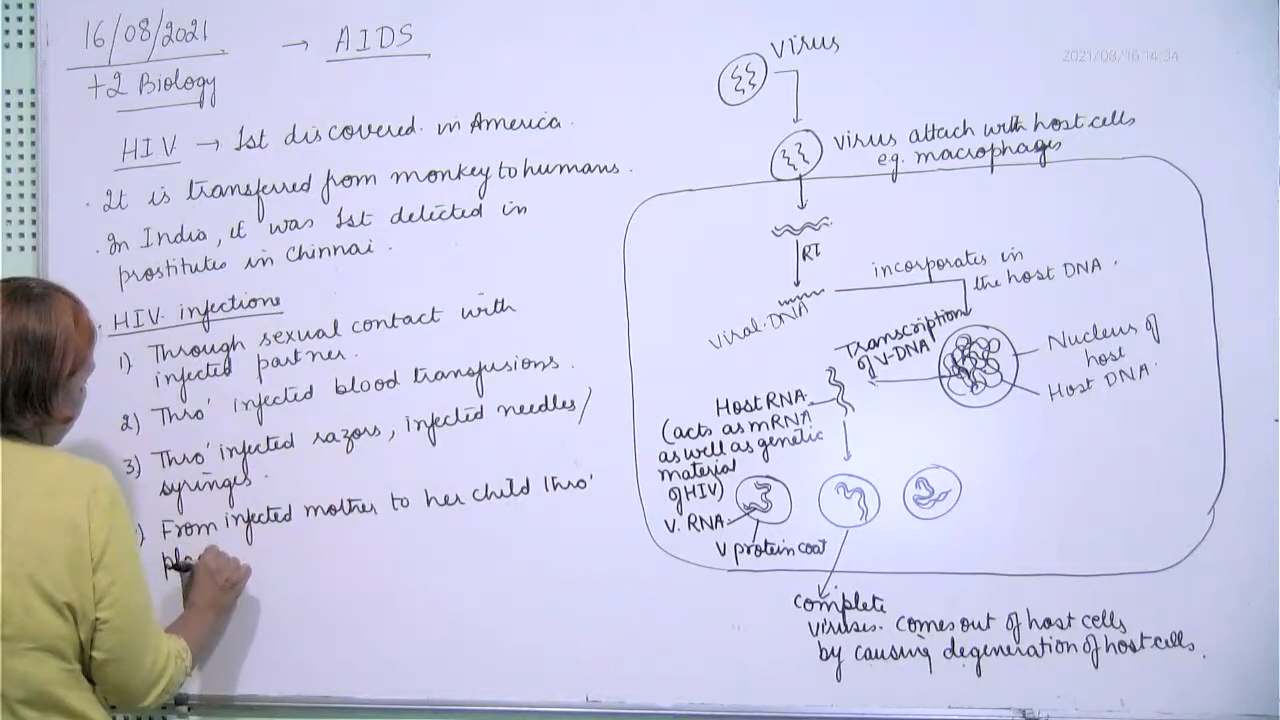 16/08/2021
→ AIDS
+2 Biology
HIV → 1st discovered in America.
. It is transferred from monkey to humans.
. In India, it was 1st detected in
prostitutes in Chinnai.
. HIV infections
1) Through sexual contact with
infected partner.
2) Thro' infected blood transfusions.
3) Thro' infected razors, infected needles/
syringes.
) From infected mother to her child thro'
pla
2021/08/16 14:34
Virus
Virus attach with host cells
e.g. macrophages
RT
incorporates in
the host DNA.
Viral DNA
Transcription
of V-DNA
Nucleus of
host
Host DNA.
Host RNA
(acts as mRNA
as well as genetic
material
of HIV)
V. RNA
V protein coat
Complete
viruses. comes out of host cells
by causing degeneration of host cells.